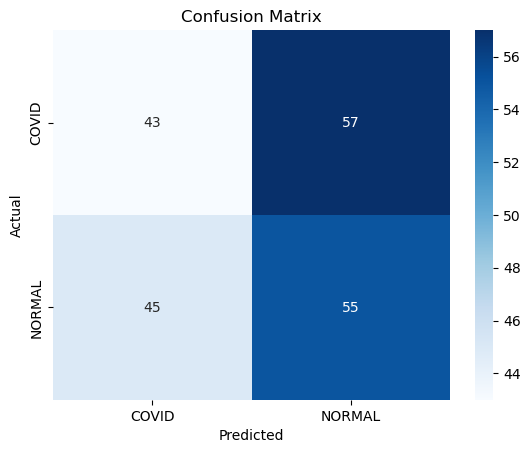 Confusion Matrix
COVID
NORMAL
Actual
43
57
45
55
COVID
NORMAL
Predicted
56
54
52
50
48
46
44